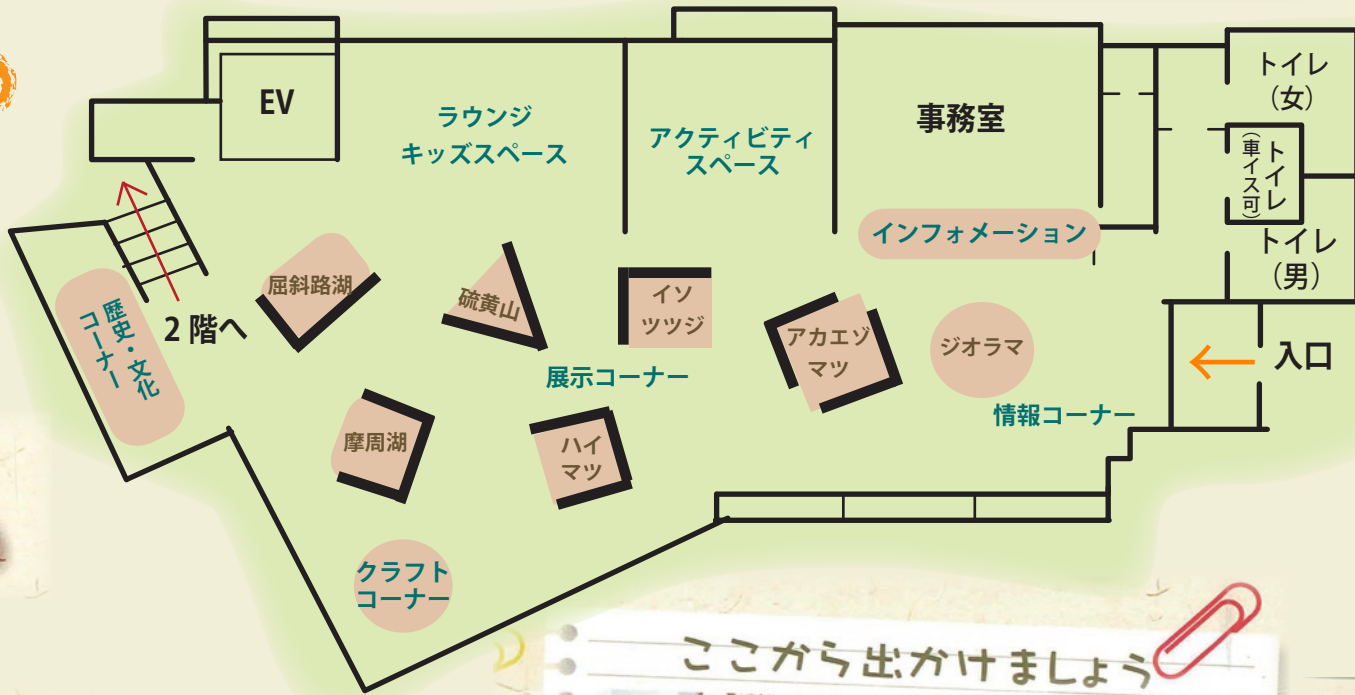 EV
ラウンジ
キッズスペース
アクティビティ
スペース
事務室
トイレ
（女）
トイレ
（車イス可）
トイレ
（男）
インフォメーション
屈斜路湖
硫黄山
イソ
ツツジ
アカエゾ
マツ
ジオラマ
入口
2 階へ
歴史・文化
コーナー
展示コーナー
情報コーナー
摩周湖
ハイ
マツ
クラフト
コーナー
ここから出かけましょう